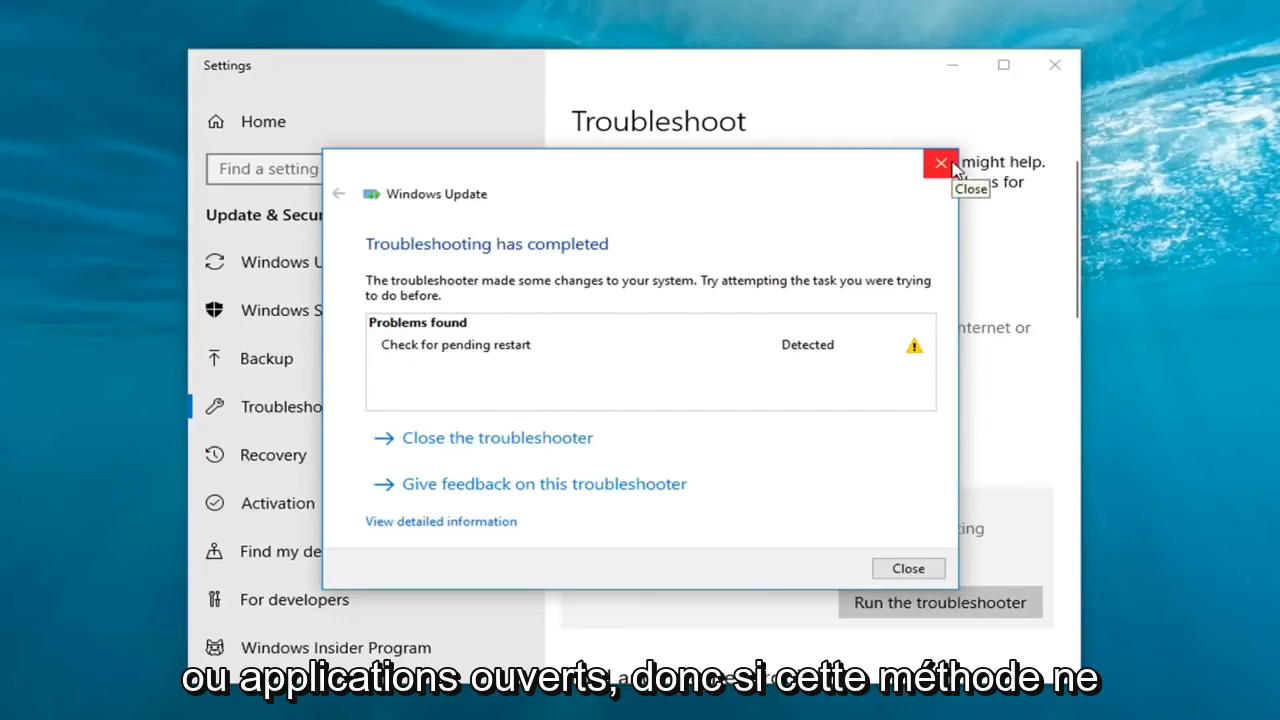 Settings
Home
Find a setting
Update & Secur
Windows U
Windows S
Backup
Troublesho
Recovery
Activation
Find my de
For developers
Windows Insider Program
Troubleshoot
might help.
s for
nternet or
ting
Run the troubleshooter
Close
Windows Update
Troubleshooting has completed
The troubleshooter made some changes to your system. Try attempting the task you were trying
to do before.
Problems found
Check for pending restart Detected
Close the troubleshooter
Give feedback on this troubleshooter
View detailed information
Close
ou applications ouverts, donc si cette méthode ne